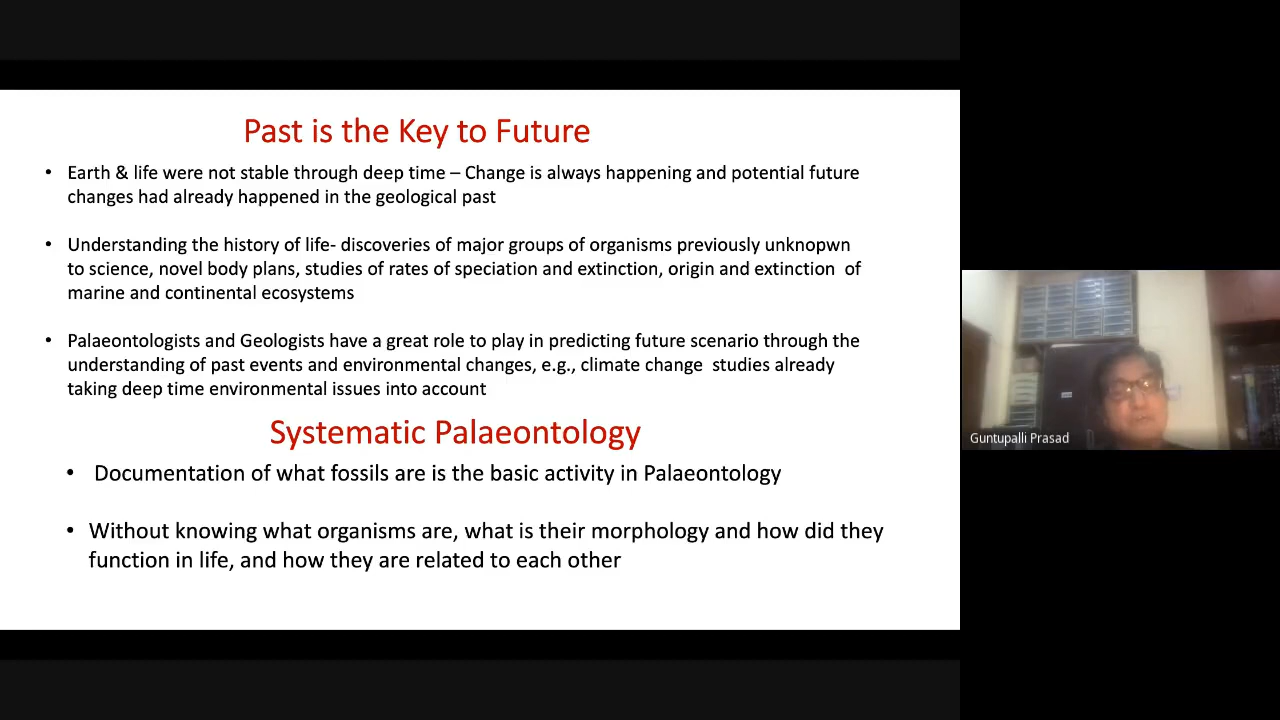 Past is the Key to Future
• Earth & life were not stable through deep time – Change is always happening and potential future
changes had already happened in the geological past
• Understanding the history of life- discoveries of major groups of organisms previously unknopwn
to science, novel body plans, studies of rates of speciation and extinction, origin and extinction of
marine and continental ecosystems
• Palaeontologists and Geologists have a great role to play in predicting future scenario through the
understanding of past events and environmental changes, e.g., climate change studies already
taking deep time environmental issues into account
Systematic Palaeontology
• Documentation of what fossils are is the basic activity in Palaeontology
• Without knowing what organisms are, what is their morphology and how did they
function in life, and how they are related to each other
Guntupalli Prasad